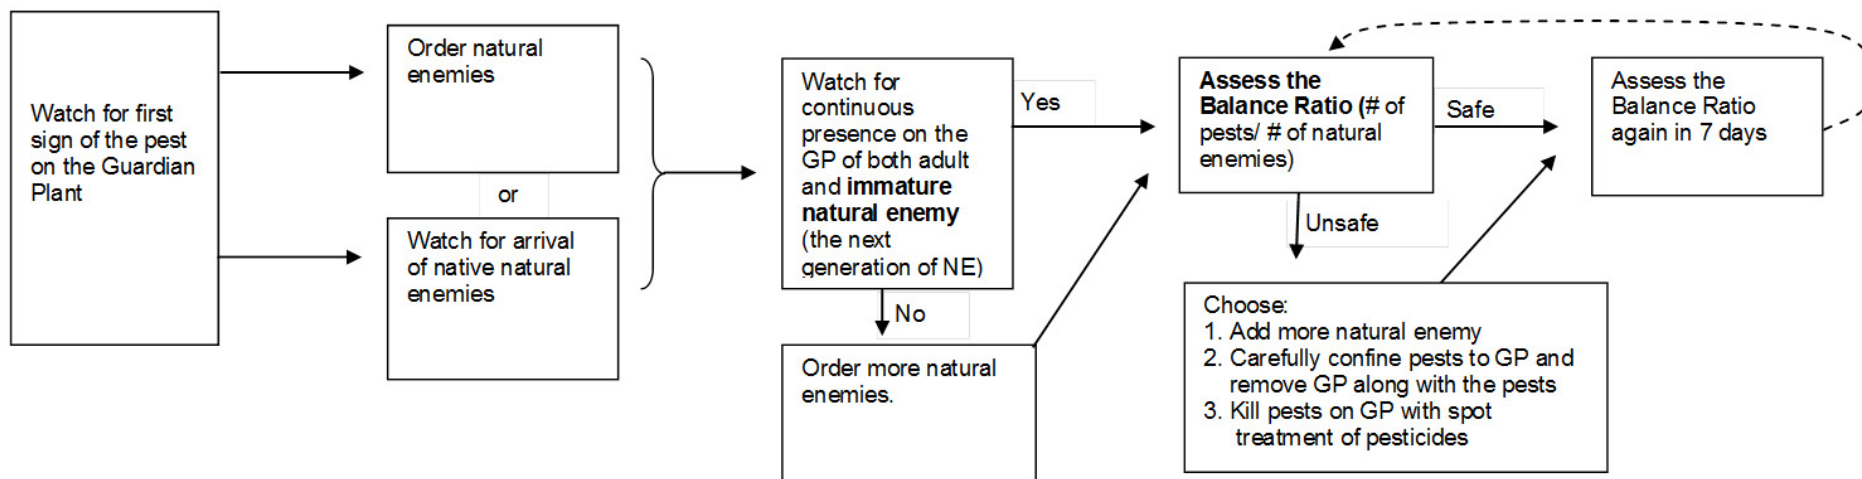 Watch for first
sign of the pest
on the Guardian
Plant
Order natural
enemies
or
Watch for arrival
of native natural
enemies
Watch for
continuous
presence on the
GP of both adult
and immature
natural enemy
(the next
generation of NE)
Yes
No
Order more natural
enemies.
Assess the
Balance Ratio (# of
pests/ # of natural
enemies)
Safe
Unsafe
Choose:
1. Add more natural enemy
2. Carefully confine pests to GP and
remove GP along with the pests
3. Kill pests on GP with spot
treatment of pesticides
Assess the
Balance Ratio
again in 7 days